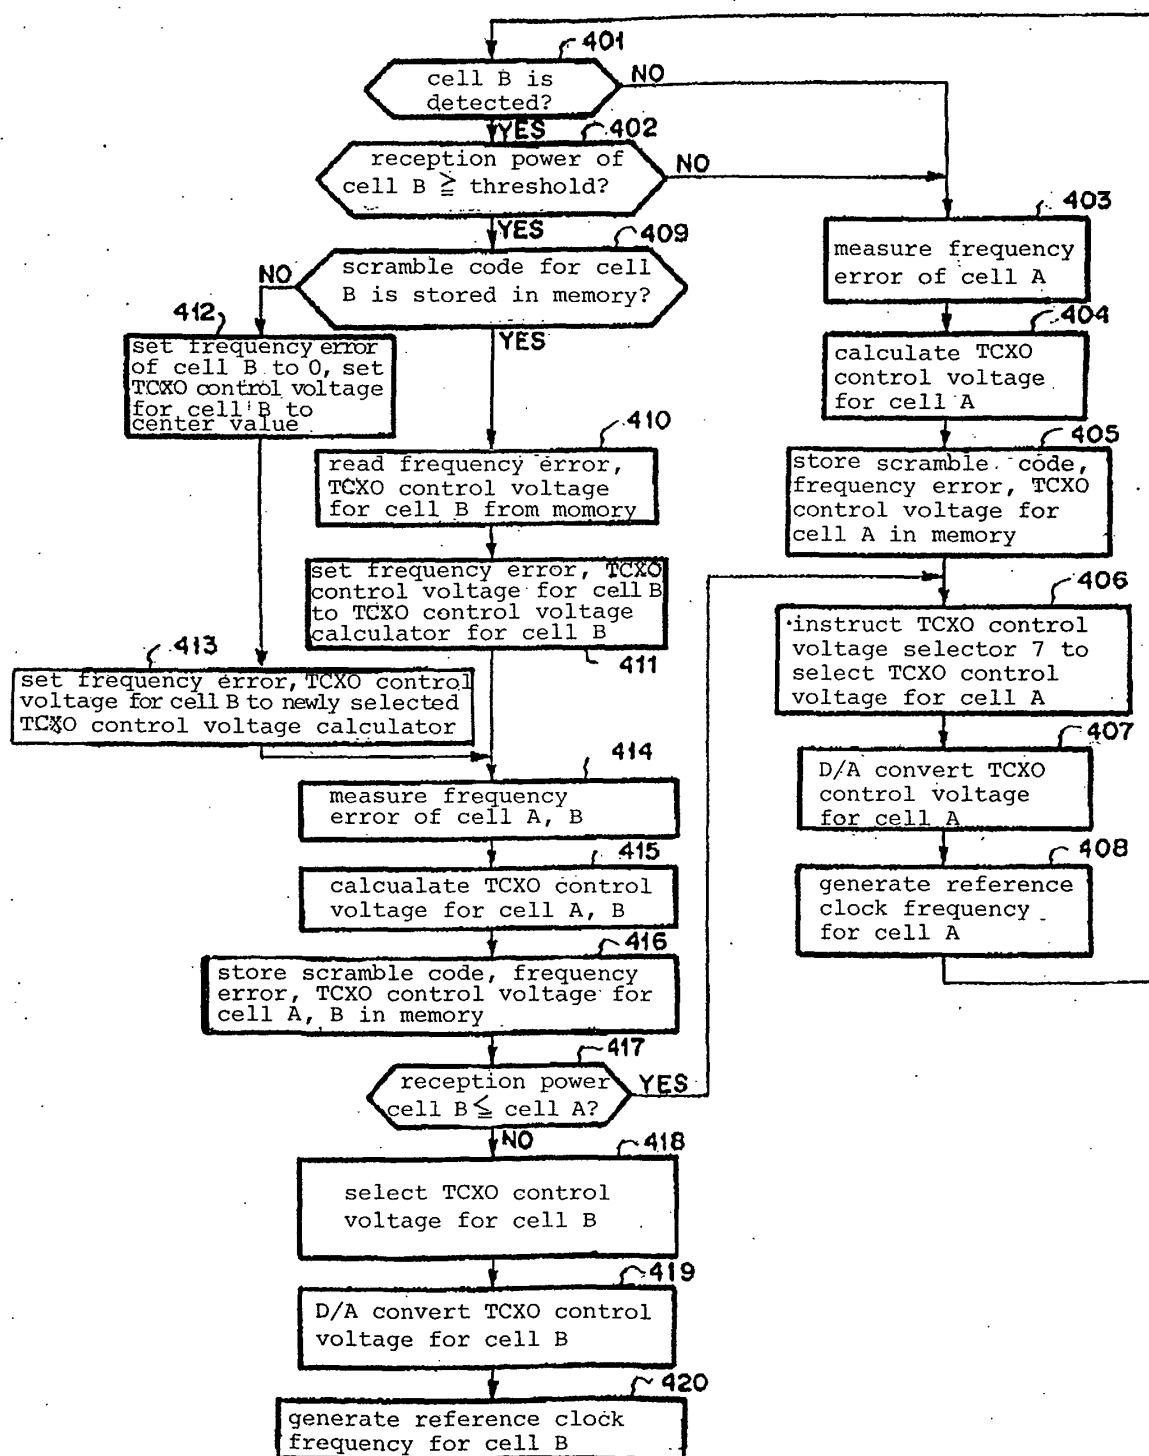 401
cell B is
detected?
NO
YES
402
reception power of
cell B ≧ threshold?
NO
YES
403
measure frequency
error of cell A
409
scramble code for cell
B is stored in memory?
NO
YES
404
calculate TCXO
control voltage
for cell A
412
set frequency error
of cell B to 0, set
TCXO control voltage
for cell B to
center value
410
read frequency error,
TCXO control voltage
for cell B from momory
405
store scramble code,
frequency error, TCXO
control voltage for
cell A in memory
set frequency error, TCXO
control voltage for cell B
to TCXO control voltage
calculator for cell B
411
406
instruct TCXO control
voltage selector 7 to
select TCXO control
voltage for cell A
413
set frequency error, TCXO control
voltage for cell B to newly selected
TCXO control voltage calculator
407
D/A convert TCXO
control voltage
for cell A
414
measure frequency
error of cell A, B
408
generate reference
clock frequency
for cell A
415
calcualate TCXO control
voltage for cell A, B
416
store scramble code, frequency
error, TCXO control voltage for
cell A, B in memory
417
reception power
cell B ≦ cell A?
YES
NO
418
select TCXO control
voltage for cell B
419
D/A convert TCXO control
voltage for cell B
420
generate reference clock
frequency for cell B